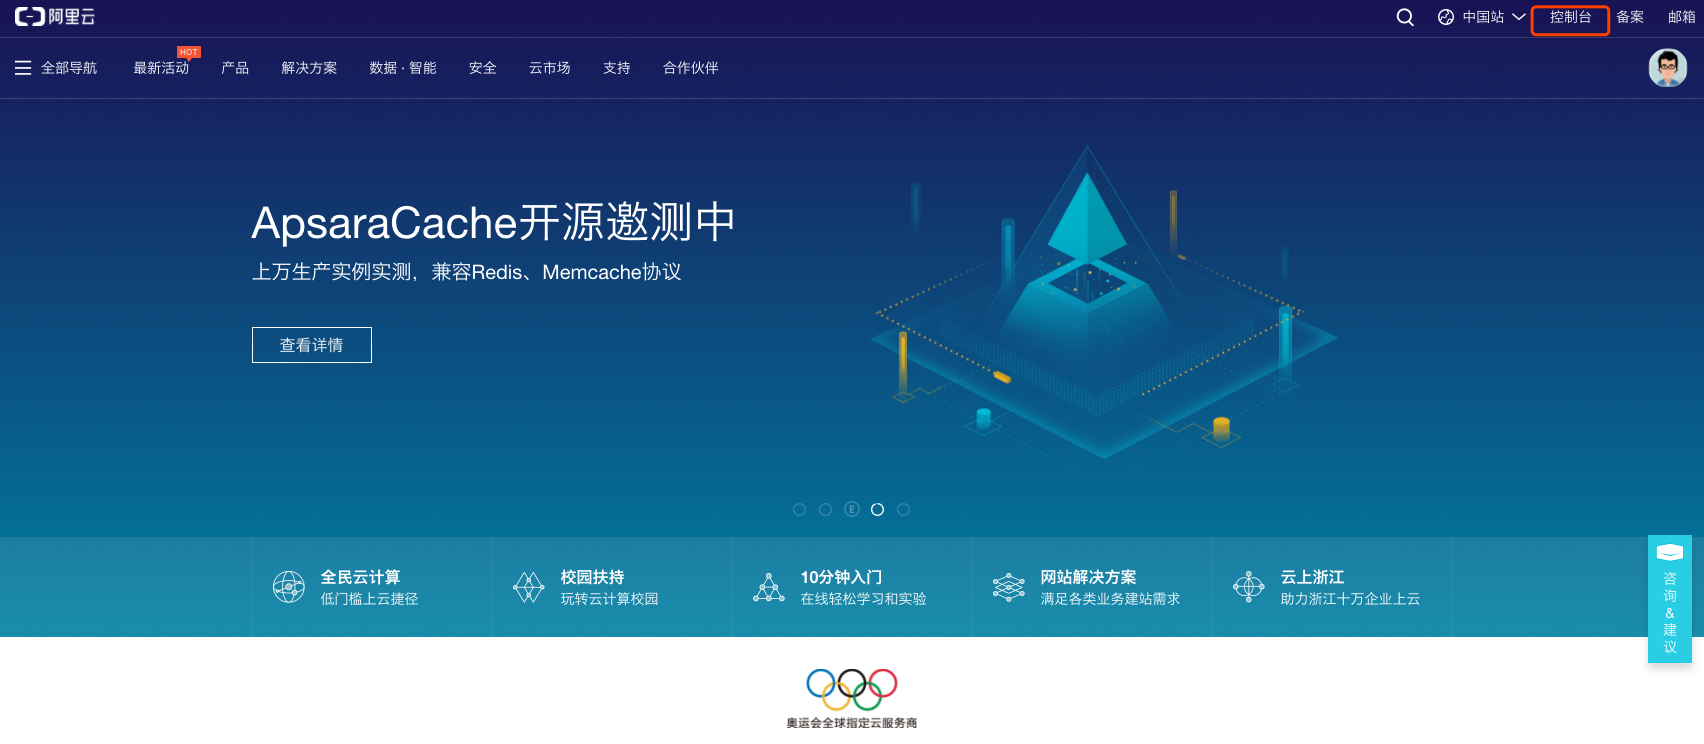 阿里云
中国站 控制台 备案 邮箱
全部导航 最新活动 HOT 产品 解决方案 数据 · 智能 安全 云市场 支持 合作伙伴
ApsaraCache开源邀测中
上万生产实例实测，兼容Redis、Memcache协议
查看详情
E
全民云计算
低门槛上云捷径
校园扶持
玩转云计算校园
10分钟入门
在线轻松学习和实验
网站解决方案
满足各类业务建站需求
云上浙江
助力浙江十万企业上云
咨询&建议
奥运会全球指定云服务商